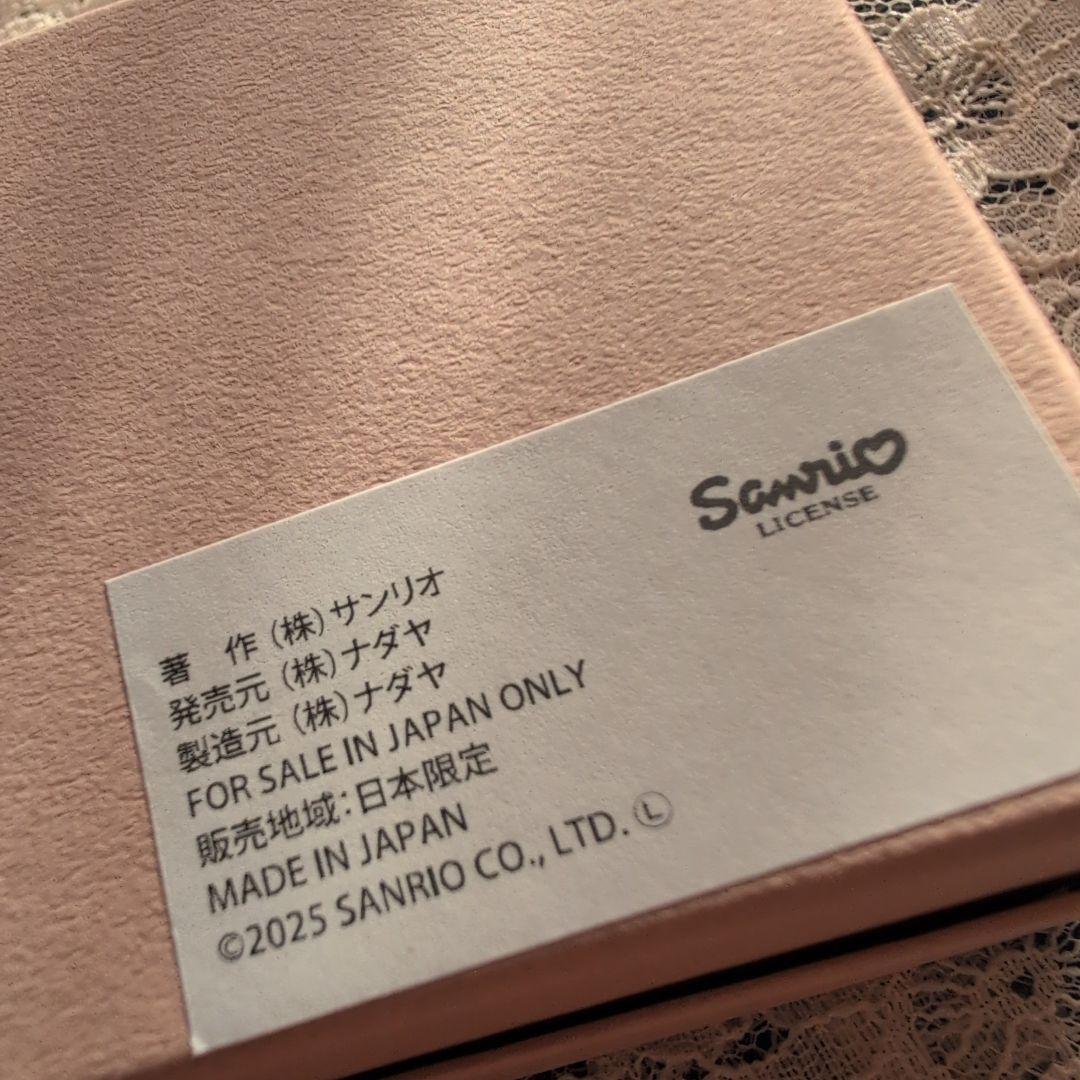 Sanrio
LICENSE
著　作（株）サンリオ
発売元（株）ナダヤ
製造元（株）ナダヤ
FOR SALE IN JAPAN ONLY
販売地域：日本限定
MADE IN JAPAN
©2025 SANRIO CO., LTD. Ⓛ